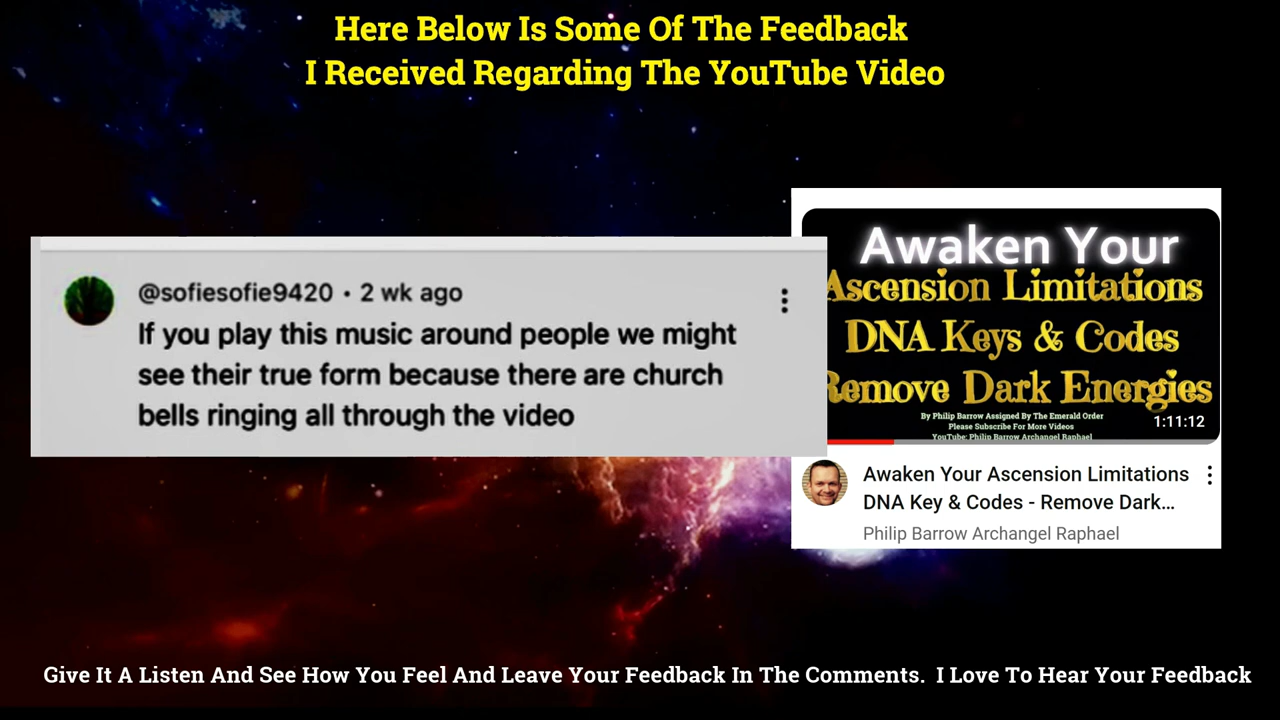 Here Below Is Some Of The Feedback
I Received Regarding The YouTube Video
@sofiesofie9420 • 2 wk ago
If you play this music around people we might
see their true form because there are church
bells ringing all through the video
Awaken Your
Ascension Limitations
DNA Keys & Codes
Remove Dark Energies
By Philip Barrow Assigned By The Emerald Order
Please Subscribe For More Videos
YouTube: Philip Barrow Archangel Raphael
1:11:12
Awaken Your Ascension Limitations
DNA Key & Codes - Remove Dark...
Philip Barrow Archangel Raphael
Give It A Listen And See How You Feel And Leave Your Feedback In The Comments. I Love To Hear Your Feedback